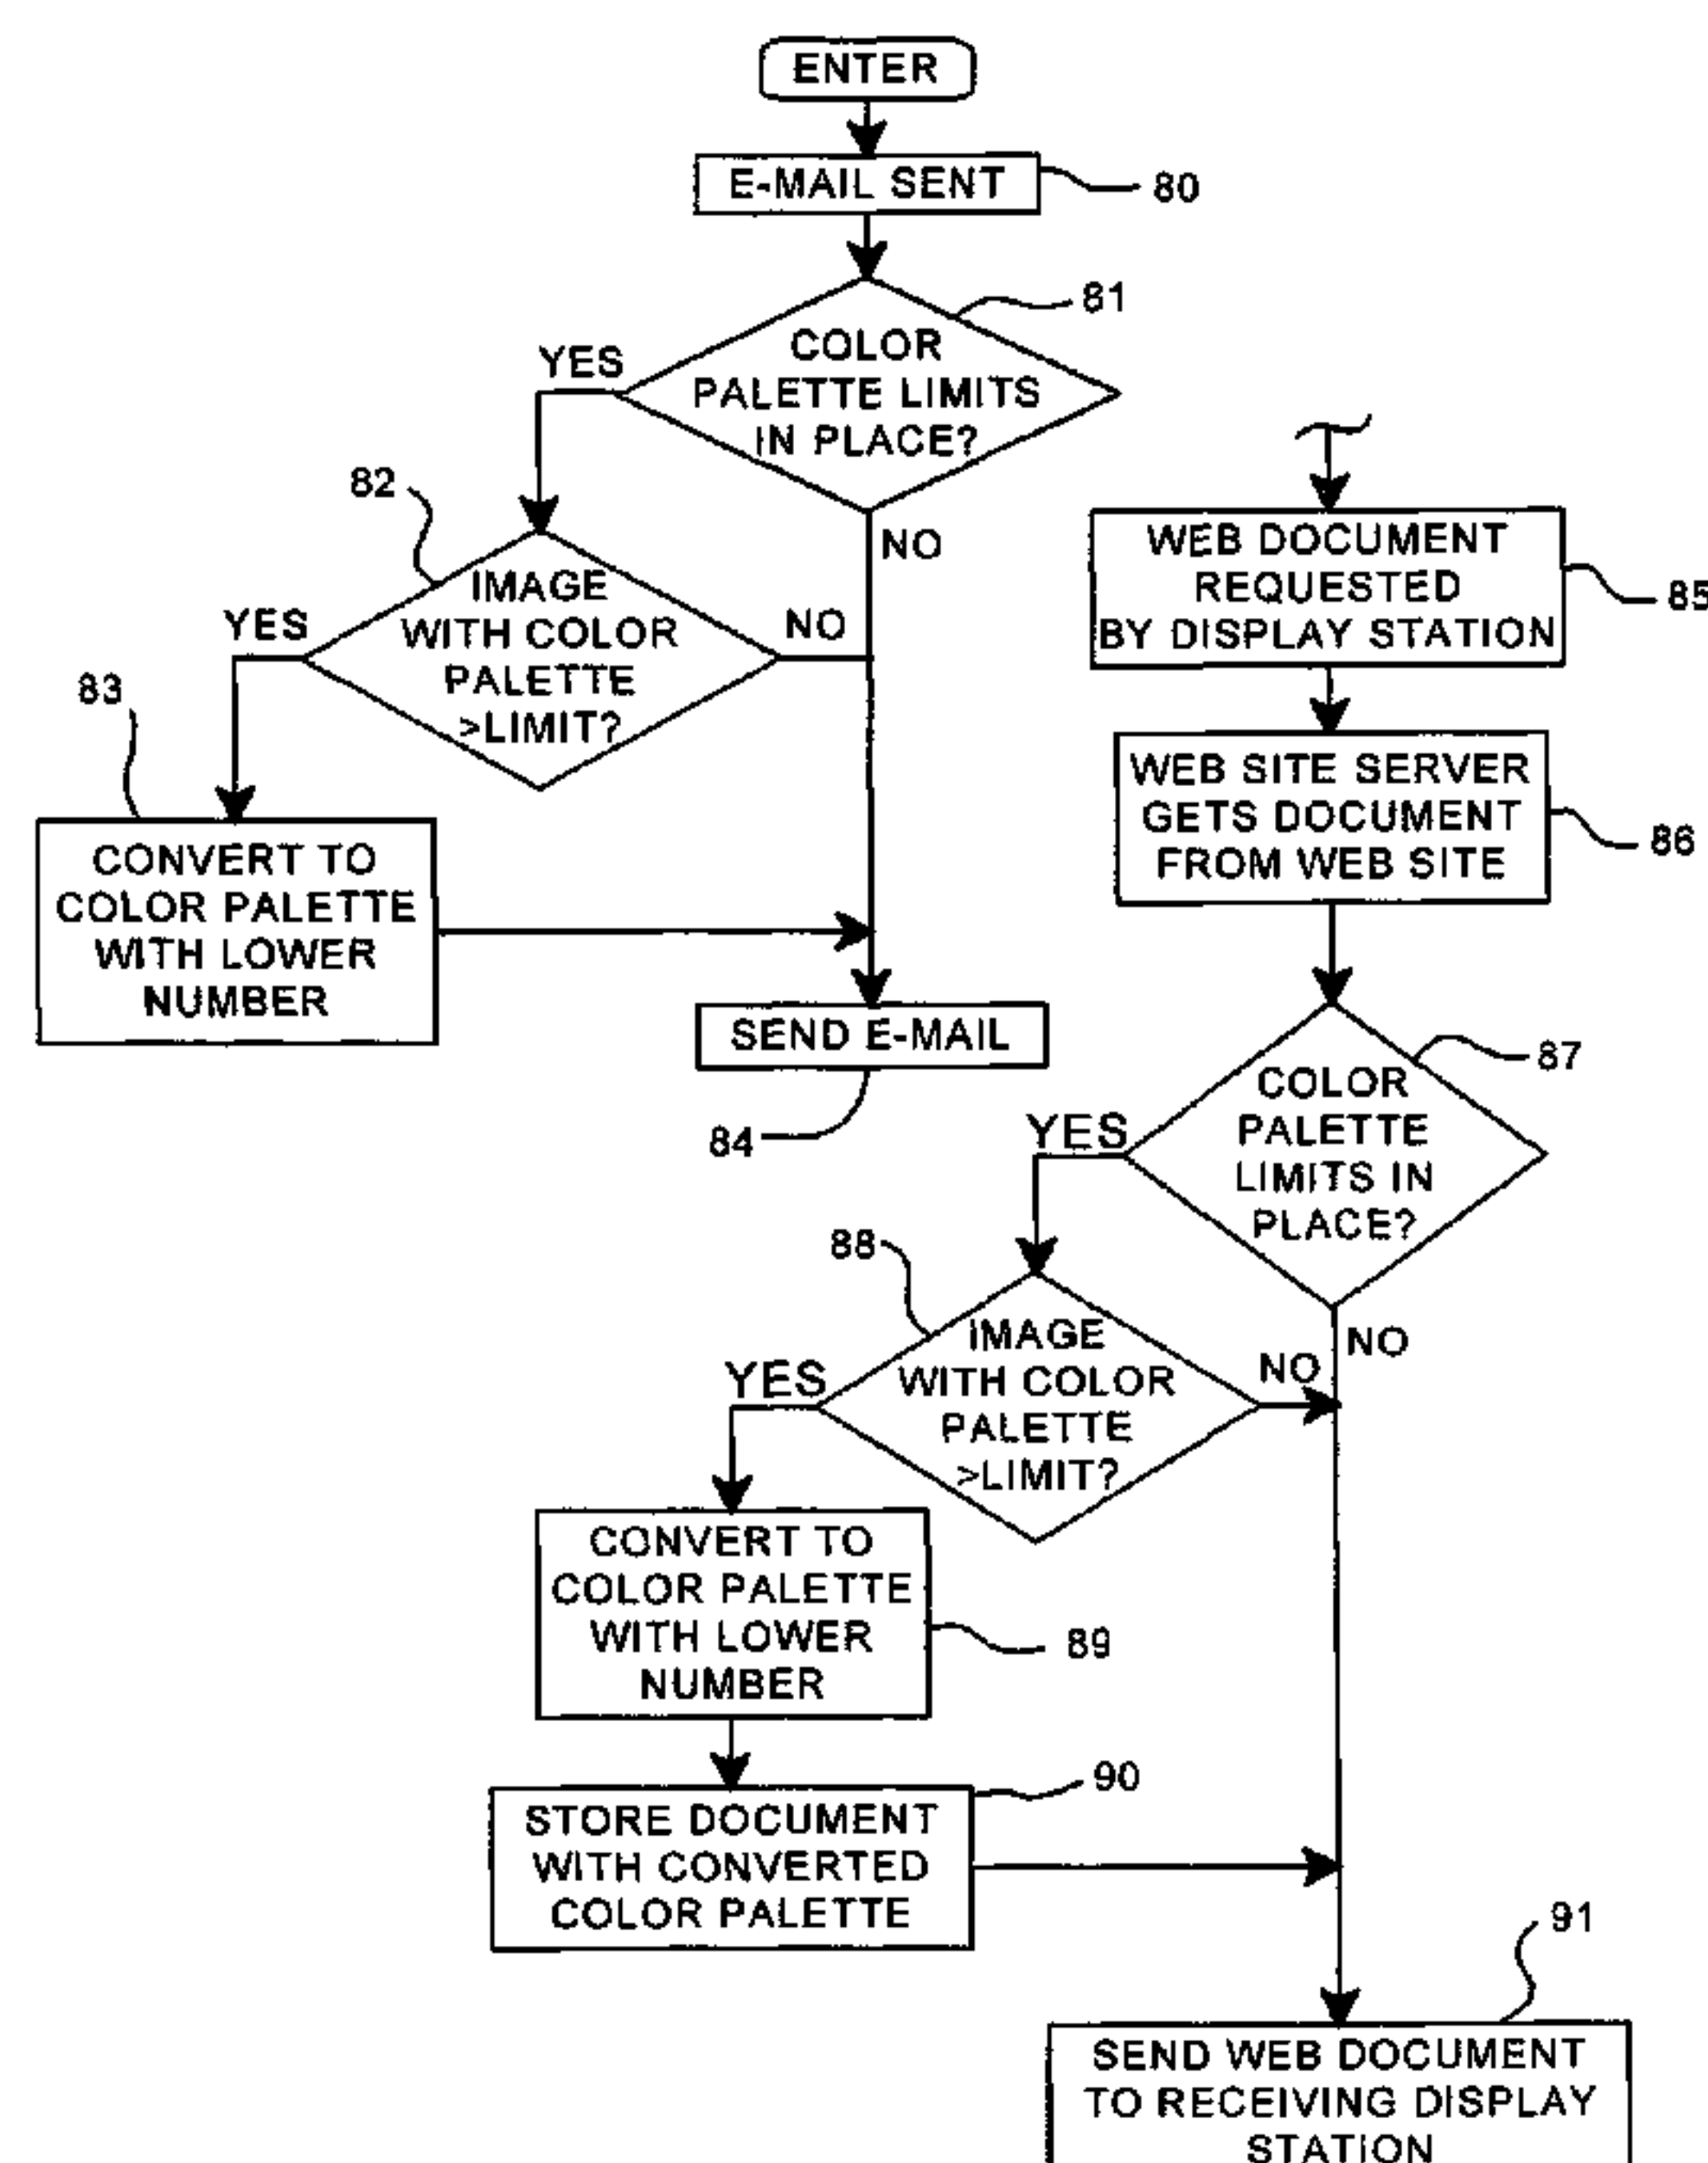 ENTER
E-MAIL SENT
80
81
COLOR
PALETTE LIMITS
IN PLACE?
YES
NO
82
IMAGE
WITH COLOR
PALETTE
>LIMIT?
YES
NO
83
CONVERT TO
COLOR PALETTE
WITH LOWER
NUMBER
SEND E-MAIL
84
WEB DOCUMENT
REQUESTED
BY DISPLAY STATION
85
WEB SITE SERVER
GETS DOCUMENT
FROM WEB SITE
86
87
COLOR
PALETTE
LIMITS IN
PLACE?
YES
NO
88
IMAGE
WITH COLOR
PALETTE
>LIMIT?
YES
NO
CONVERT TO
COLOR PALETTE
WITH LOWER
NUMBER
89
90
STORE DOCUMENT
WITH CONVERTED
COLOR PALETTE
91
SEND WEB DOCUMENT
TO RECEIVING DISPLAY
STATION